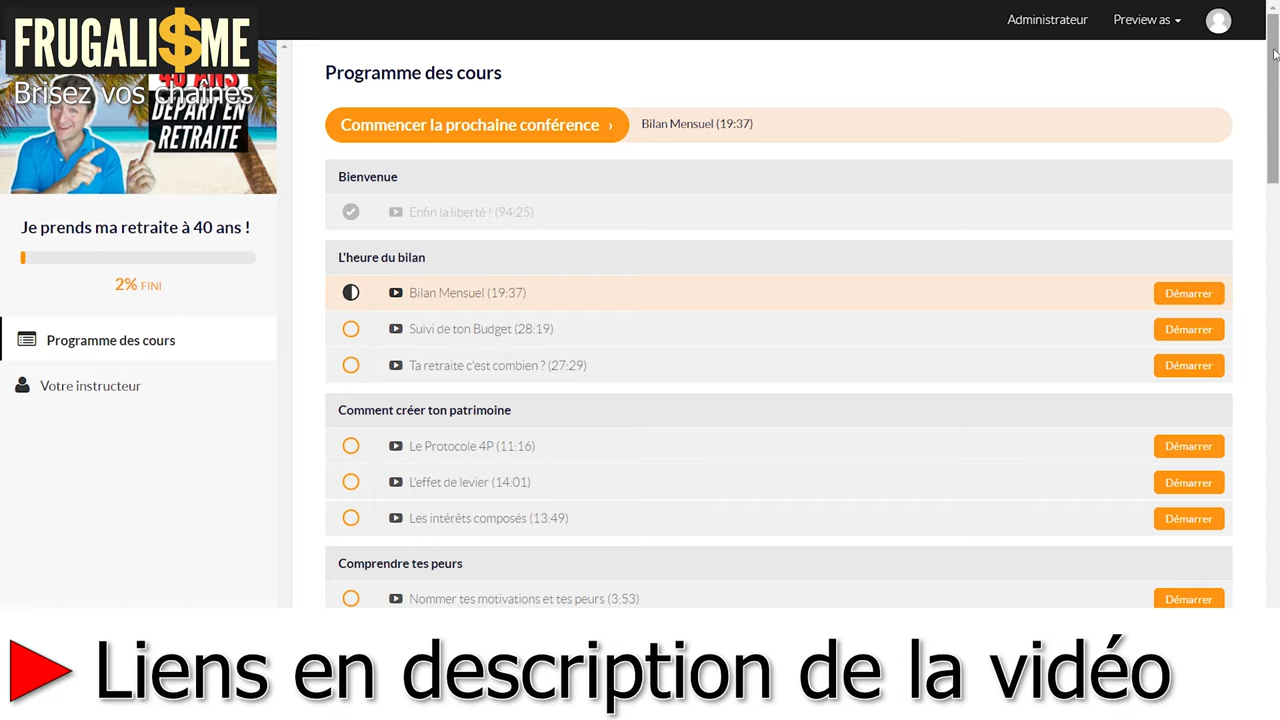 Administrateur
Preview as
FRUGALI$ME
Brisez vos chaînes
40 ANS
DÉPART EN
RETRAITE
Je prends ma retraite à 40 ans !
2% FINI
Programme des cours
Votre instructeur
Programme des cours
Commencer la prochaine conférence ›
Bilan Mensuel (19:37)
Bienvenue
Enfin la liberté ! (94:25)
L'heure du bilan
Bilan Mensuel (19:37)
Démarrer
Suivi de ton Budget (28:19)
Démarrer
Ta retraite c'est combien ? (27:29)
Démarrer
Comment créer ton patrimoine
Le Protocole 4P (11:16)
Démarrer
L'effet de levier (14:01)
Démarrer
Les intérêts composés (13:49)
Démarrer
Comprendre tes peurs
Nommer tes motivations et tes peurs (3:53)
Démarrer
Liens en description de la vidéo